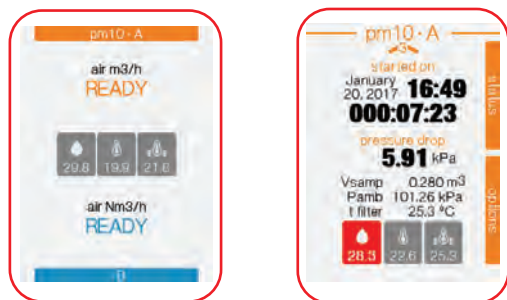 pm10 · A
air m3/h
READY
29.8 19.9 21.6
air Nm3/h
READY
B
pm10 · A
3
started on
January 20, 2017 16:49
000:07:23
pressure drop
5.91 kPa
Vsamp 0.280 m3
Pamb 101.26 kPa
t filter 25.3 ºC
28.3 22.6 25.3
status
options